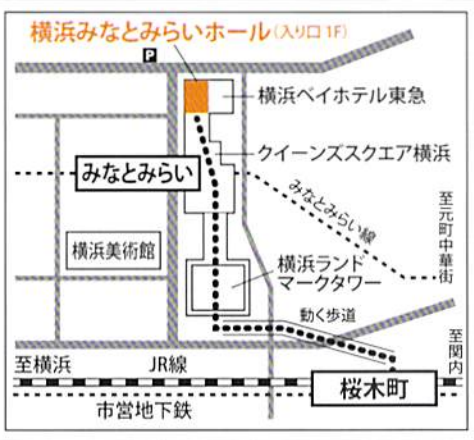 横浜みなとみらいホール(入り口1F)
P
横浜ベイホテル東急
クイーンズスクエア横浜
みなとみらい
みなとみらい線
至元町中華街
横浜美術館
横浜ランド
マークタワー
動く歩道
至関内
至横浜
JR線
桜木町
市営地下鉄